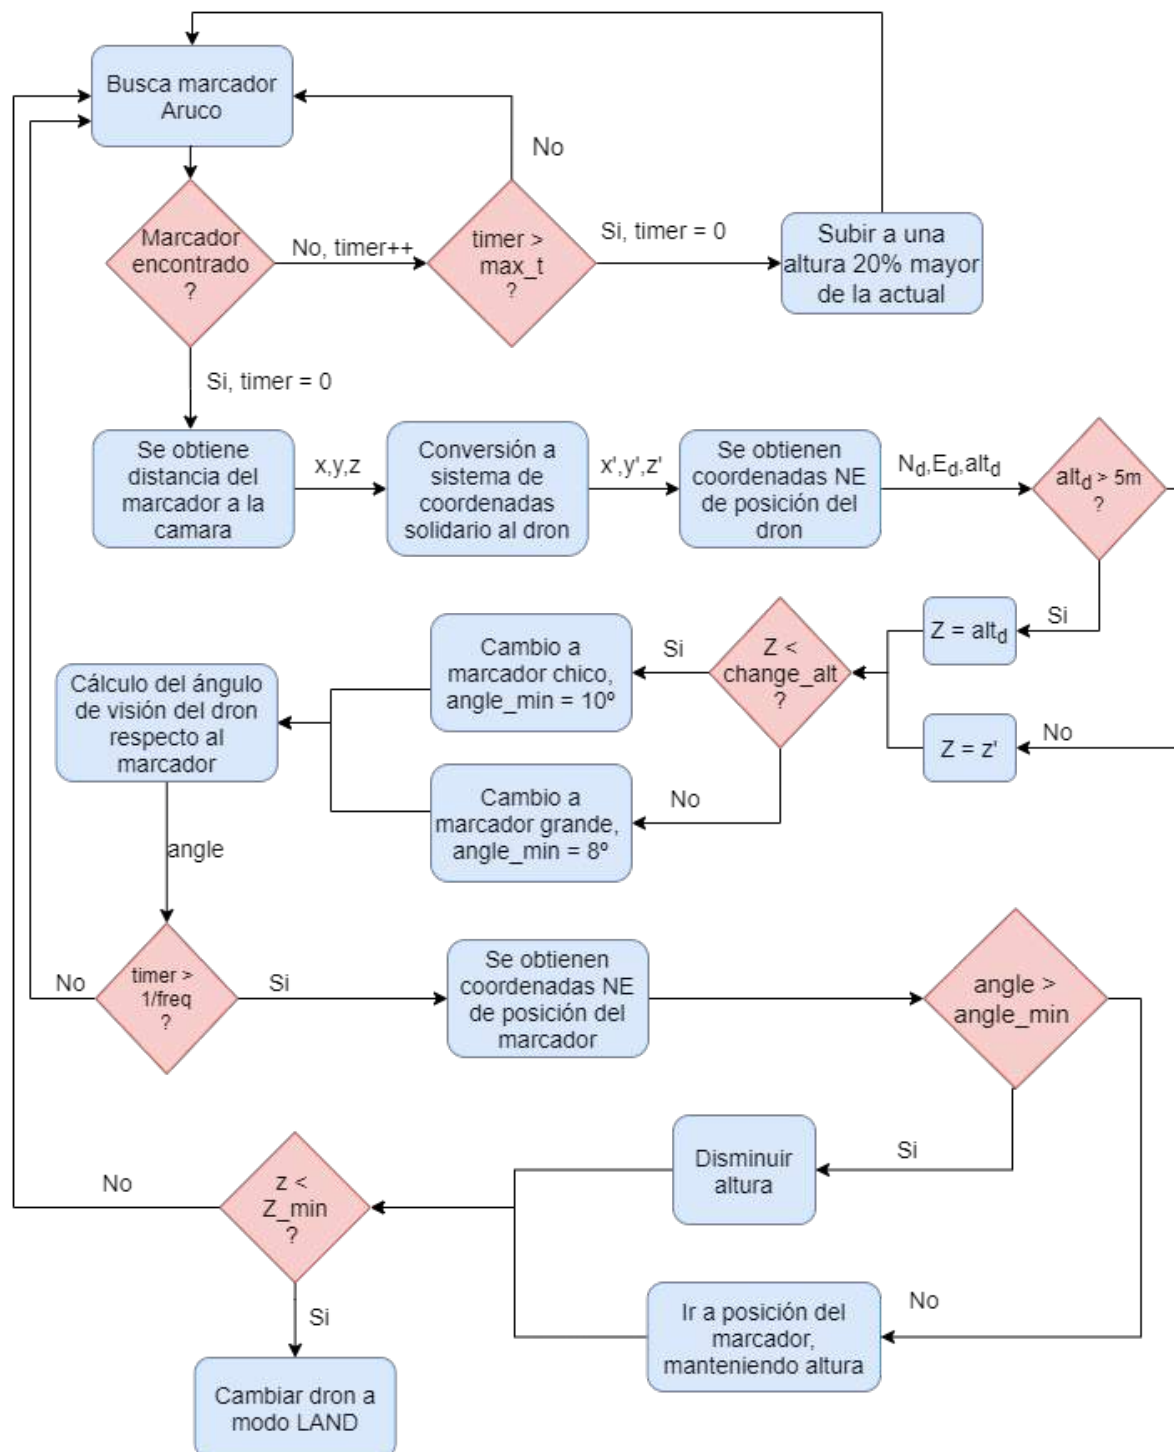 Busca marcador
Aruco
No
Marcador
encontrado
?
No, timer++
timer >
max_t
?
Si, timer = 0
Subir a una
altura 20% mayor
de la actual
Si, timer = 0
Se obtiene
distancia del
marcador a la
camara
x,y,z
Conversión a
sistema de
coordenadas
solidario al dron
x',y',z'
Se obtienen
coordenadas NE
de posición del
dron
Nd,Ed,altd
altd > 5m
?
Si
Z = altd
No
Z = z'
Z <
change_alt
?
Si
Cambio a
marcador chico,
angle_min = 10º
No
Cambio a
marcador grande,
angle_min = 8º
Cálculo del ángulo
de visión del dron
respecto al
marcador
angle
timer >
1/freq
?
No
Si
Se obtienen
coordenadas NE
de posición del
marcador
angle >
angle_min
Si
Disminuir
altura
No
Ir a posición del
marcador,
manteniendo altura
z <
Z_min
?
No
Si
Cambiar dron a
modo LAND